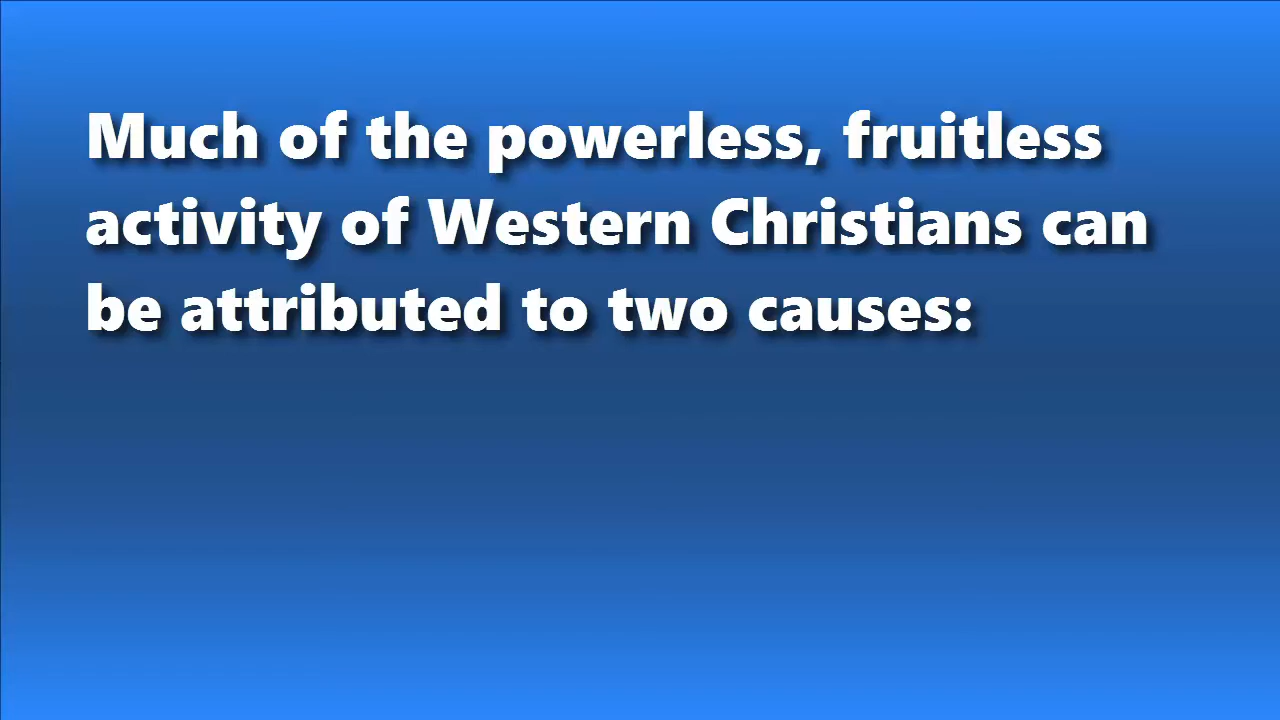 Much of the powerless, fruitless
activity of Western Christians can
be attributed to two causes: